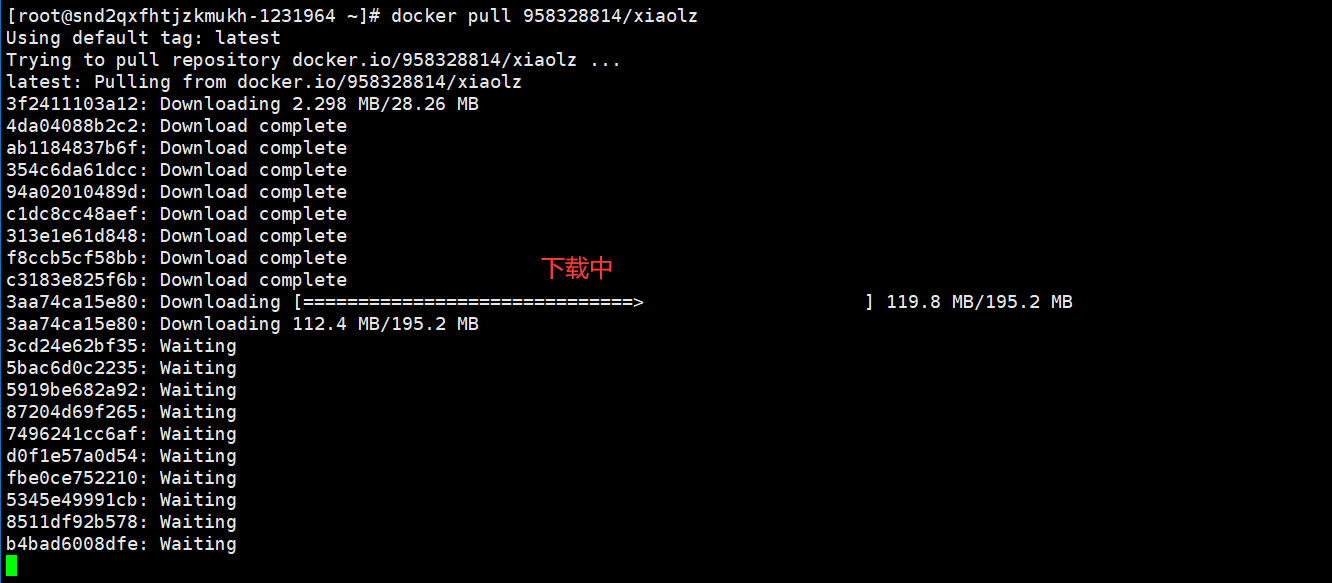 [root@snd2qxfhtjzkmukh-1231964 ~]# docker pull 958328814/xiaolz
Using default tag: latest
Trying to pull repository docker.io/958328814/xiaolz ...
latest: Pulling from docker.io/958328814/xiaolz
3f2411103a12: Downloading 2.298 MB/28.26 MB
4da04088b2c2: Download complete
ab1184837b6f: Download complete
354c6da61dcc: Download complete
94a02010489d: Download complete
c1dc8cc48aef: Download complete
313e1e61d848: Download complete
f8ccb5cf58bb: Download complete
下载中
c3183e825f6b: Download complete
3aa74ca15e80: Downloading [==============================>                    ] 119.8 MB/195.2 MB
3aa74ca15e80: Downloading 112.4 MB/195.2 MB
3cd24e62bf35: Waiting
5bac6d0c2235: Waiting
5919be682a92: Waiting
87204d69f265: Waiting
7496241cc6af: Waiting
d0f1e57a0d54: Waiting
fbe0ce752210: Waiting
5345e49991cb: Waiting
8511df92b578: Waiting
b4bad6008dfe: Waiting